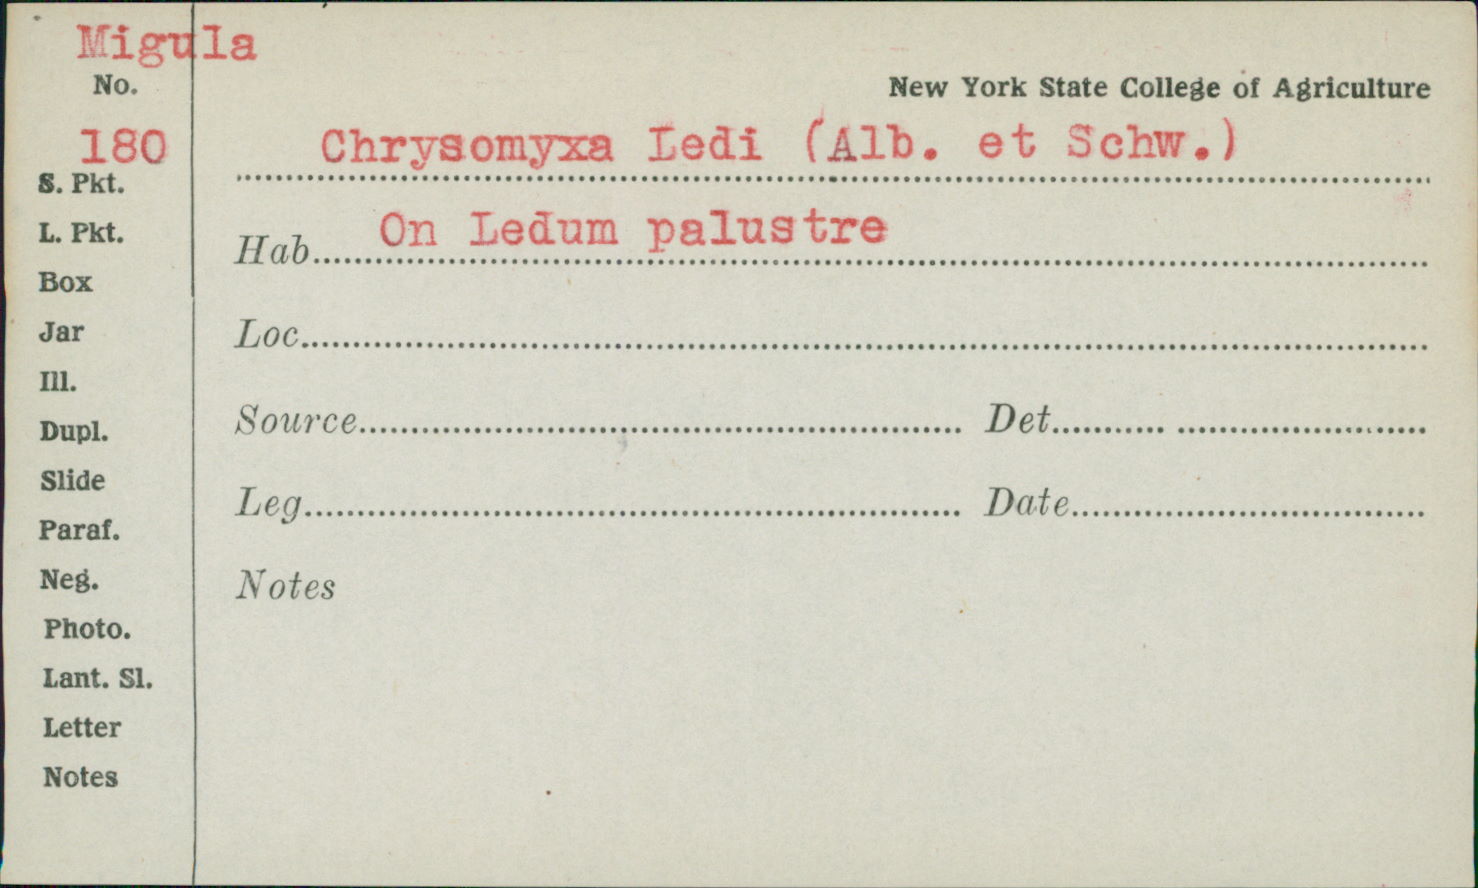 Migula
No.
New York State College of Agriculture
180
Chrysomyxa Ledi (Alb. et Schw.)
S. Pkt.
L. Pkt.
Box
Jar
Ill.
Dupl.
Slide
Paraf.
Neg.
Photo.
Lant. Sl.
Letter
Notes
Hab. On Ledum palustre
Loc.
Source. Det.
Leg. Date.
Notes